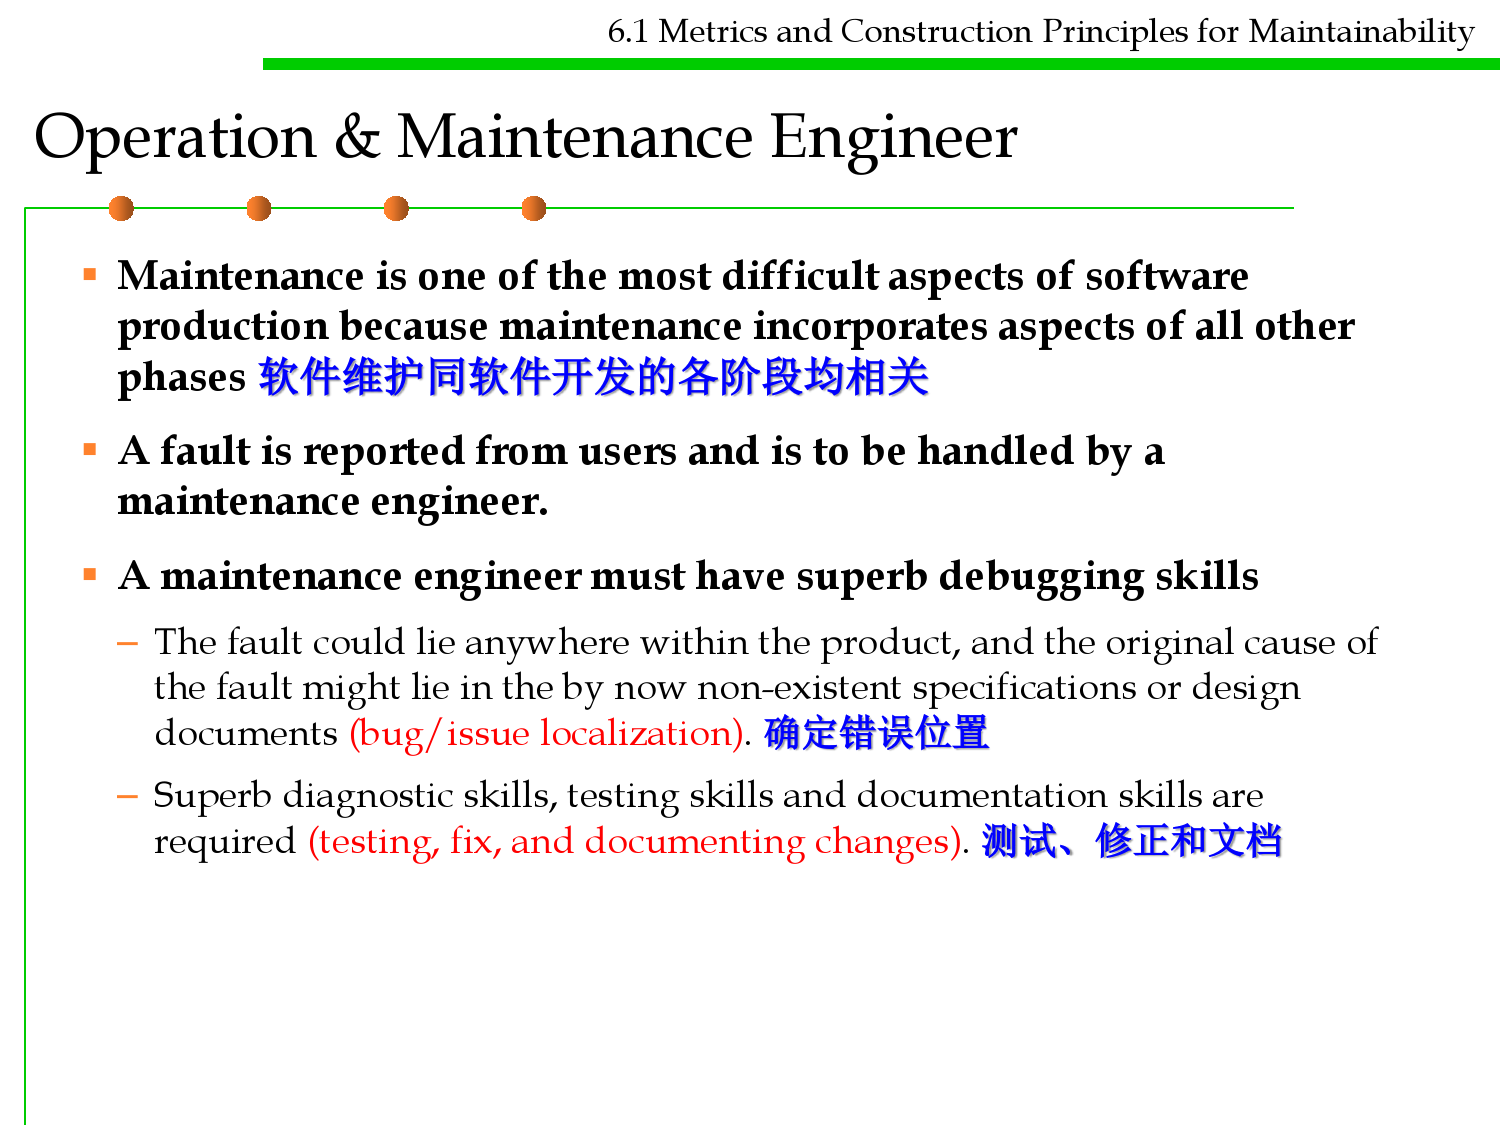 6.1 Metrics and Construction Principles for Maintainability
Operation & Maintenance Engineer
Maintenance is one of the most difficult aspects of software
production because maintenance incorporates aspects of all other
phases 软件维护同软件开发的各阶段均相关
A fault is reported from users and is to be handled by a
maintenance engineer.
A maintenance engineer must have superb debugging skills
– The fault could lie anywhere within the product, and the original cause of
the fault might lie in the by now non-existent specifications or design
documents (bug/issue localization). 确定错误位置
– Superb diagnostic skills, testing skills and documentation skills are
required (testing, fix, and documenting changes). 测试、修正和文档